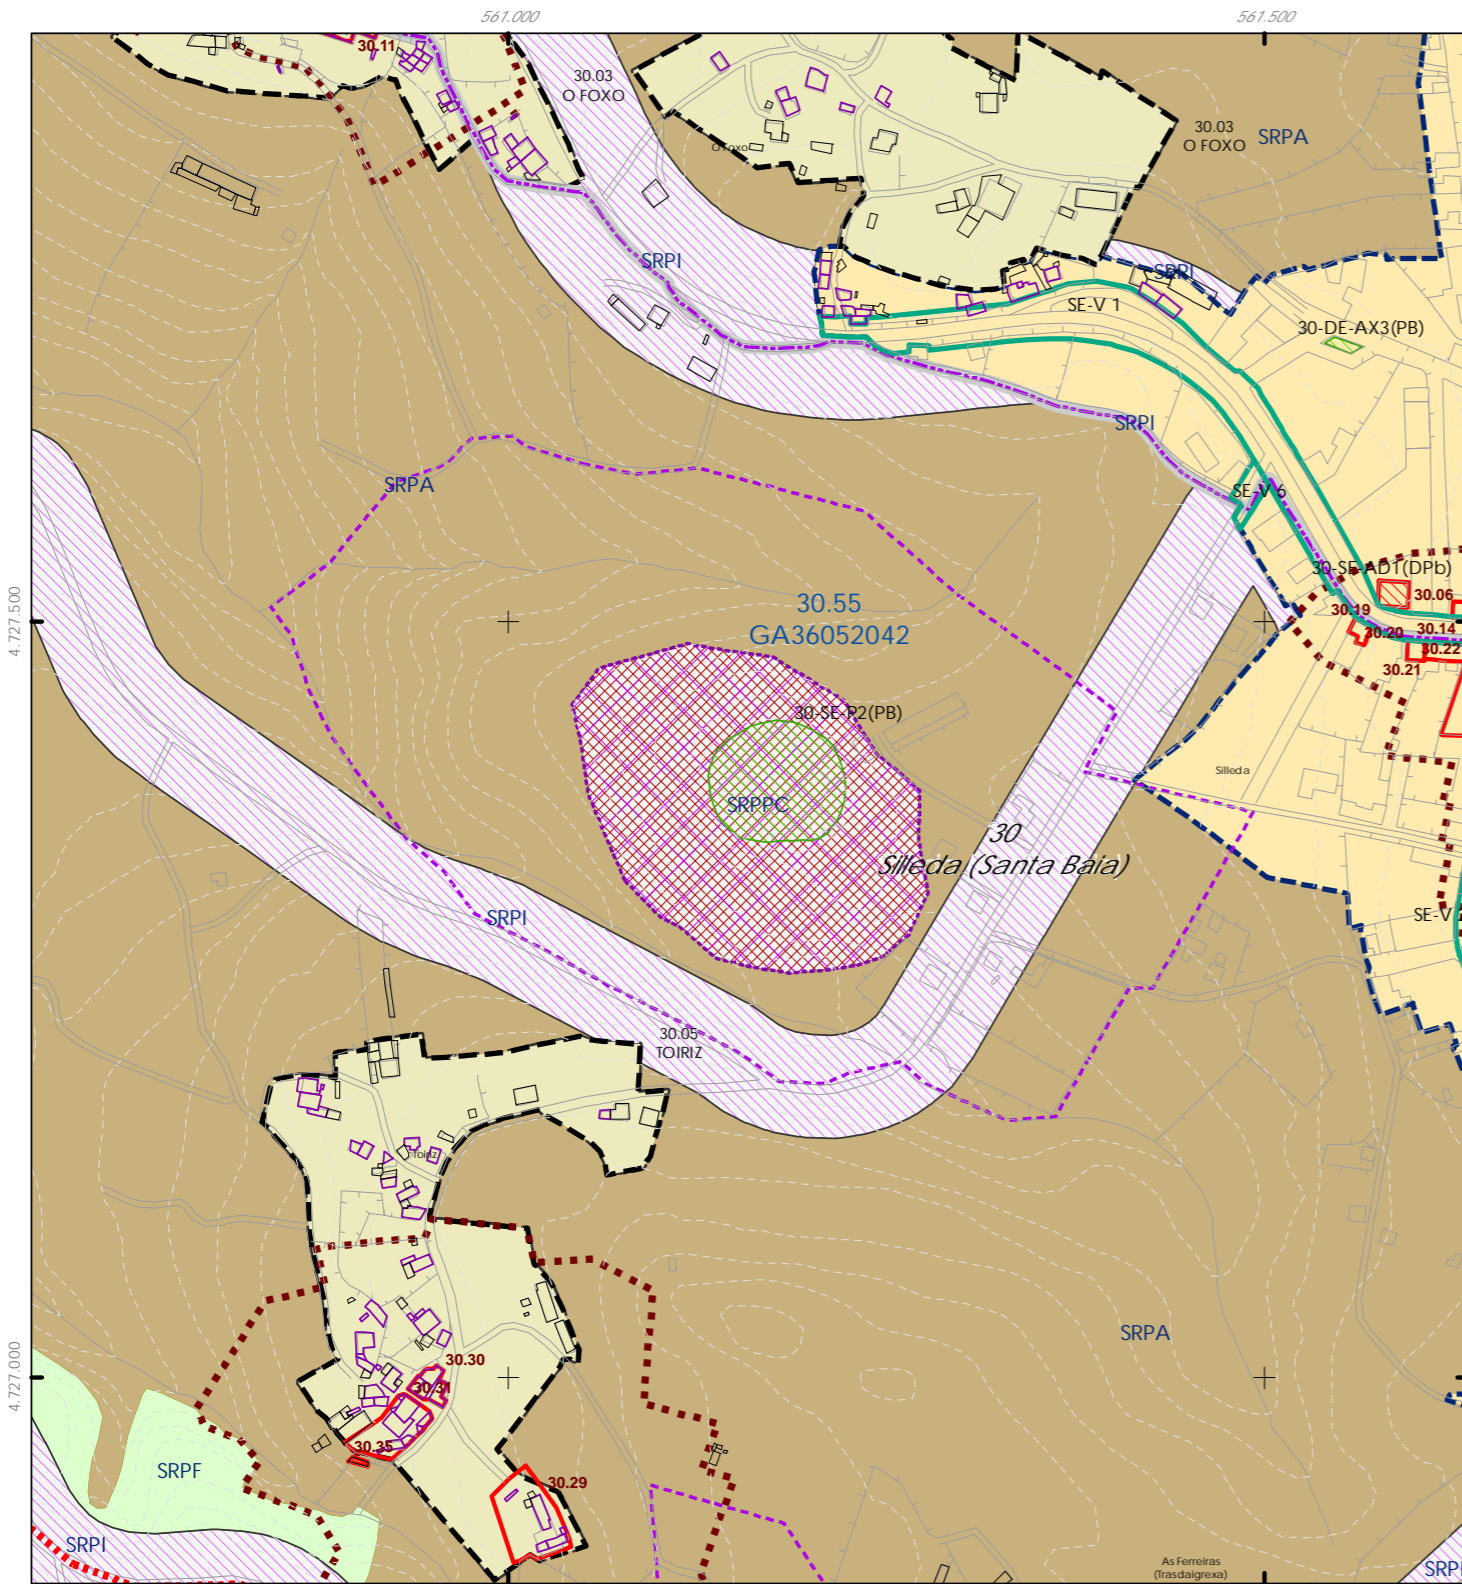 561.000
561.500
30.11
30.03
O FOXO
30.03
O FOXO
SRPA
O Foxo
SRPI
SRPI
SE-V 1
30-DE-AX3(PB)
SRPI
SRPA
SE-V 6
30-SE-AD1(DPb)
4.727.500
30.55
GA36052042
30.06
30.19
30.20
30.14
30.22
30.21
30-SE-P2(PB)
Silleda
SRPPC
30
Silleda (Santa Baia)
SRPI
SE-V
30.05
TOIRIZ
Toiriz
SRPA
4.727.000
30.30
30.31
30.35
30.29
SRPF
SRPI
As Ferreiras
(Trasdaigrexa)
SRP